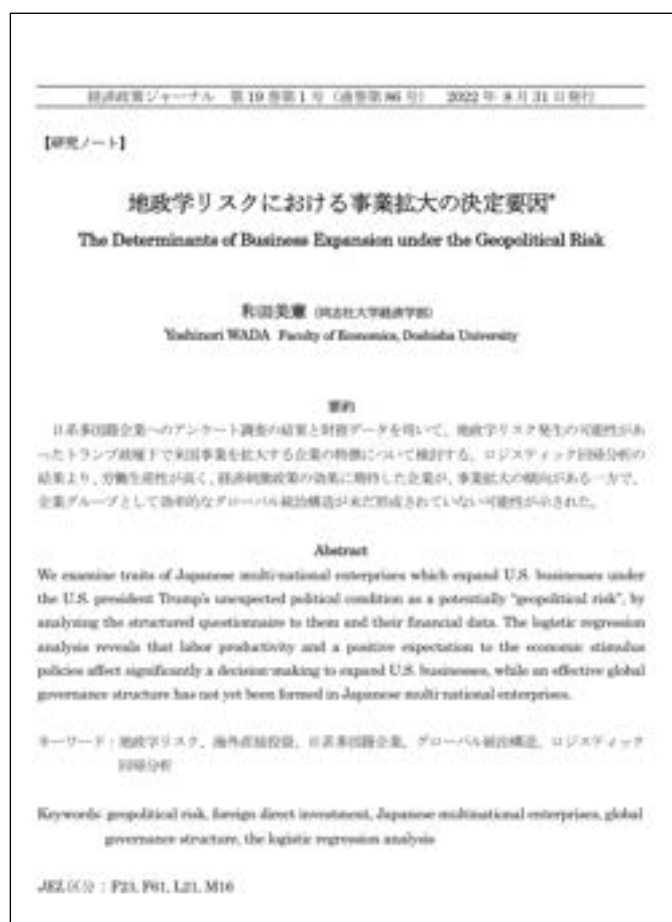 経済政策ジャーナル 第19巻第1号（通巻第86号） 2022年 8月31日発行
【研究ノート】
地政学リスクにおける事業拡大の決定要因*
The Determinants of Business Expansion under the Geopolitical Risk
和田美憲（同志社大学経済学部）
Yoshinori WADA Faculty of Economics, Doshisha University
要約
日系多国籍企業へのアンケート調査の結果と財務データを用いて、地政学リスク発生の可能性があ
ったトランプ政権下で米国事業を拡大する企業の特徴について検討する。ロジスティック回帰分析の
結果より、労働生産性が高く、経済刺激政策の効果に期待した企業が、事業拡大の傾向がある一方で、
企業グループとして効率的なグローバル統治構造が未だ形成されていない可能性が示された。
Abstract
We examine traits of Japanese multi-national enterprises which expand U.S. businesses under
the U.S. president Trump's unexpected political condition as a potentially "geopolitical risk", by
analyzing the structured questionnaire to them and their financial data. The logistic regression
analysis reveals that labor productivity and a positive expectation to the economic stimulus
policies affect significantly a decision-making to expand U.S. businesses, while an effective global
governance structure has not yet been formed in Japanese multi-national enterprises.
キーワード：地政学リスク、海外直接投資、日系多国籍企業、グローバル統治構造、ロジスティック
回帰分析
Keywords: geopolitical risk, foreign direct investment, Japanese multinational enterprises, global
governance structure, the logistic regression analysis
JEL区分：F23, F61, L21, M16